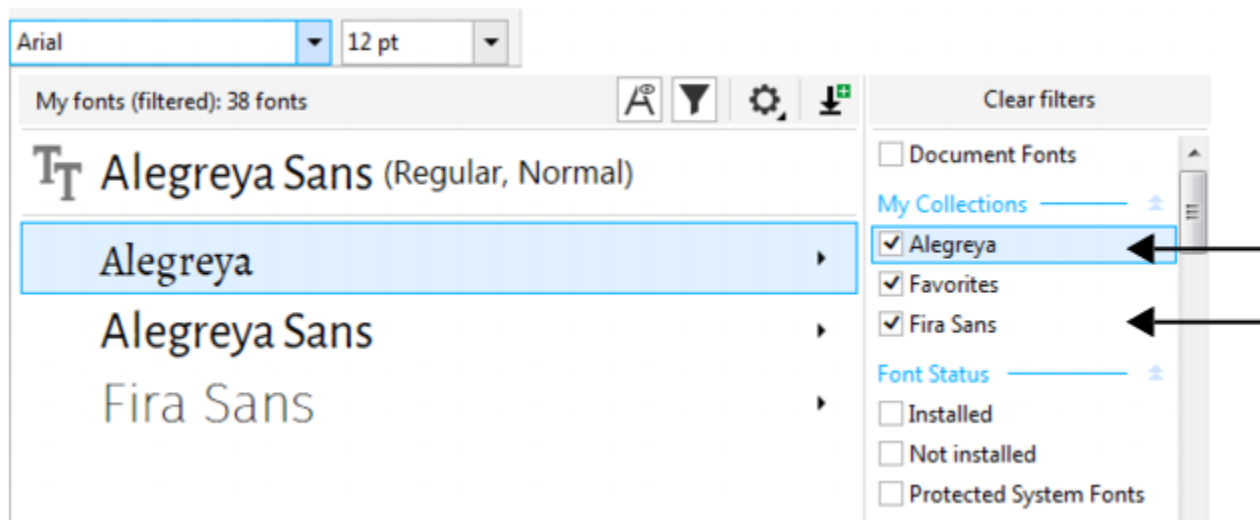 Arial 12 pt
My fonts (filtered): 38 fonts
Alegreya Sans (Regular, Normal)
Alegreya
Alegreya Sans
Fira Sans
Clear filters
Document Fonts
My Collections
Alegreya
Favorites
Fira Sans
Font Status
Installed
Not installed
Protected System Fonts